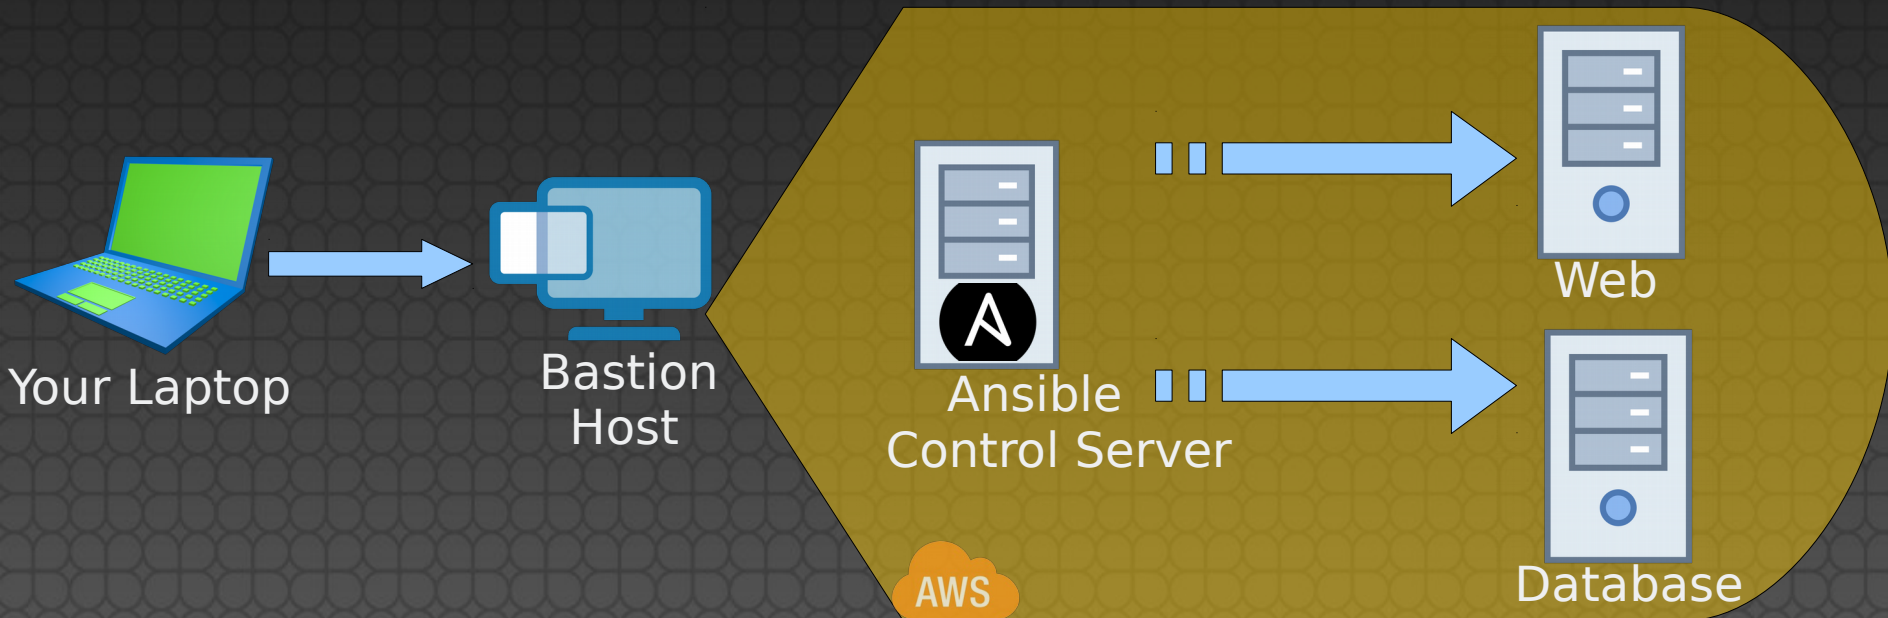 Your Laptop
Bastion
Host
Ansible
Control Server
Web
Database
AWS